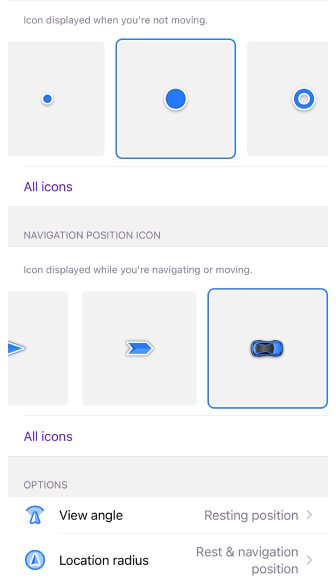 Icon displayed when you're not moving.
All icons
NAVIGATION POSITION ICON
Icon displayed while you're navigating or moving.
All icons
OPTIONS
View angle Resting position
Location radius Rest & navigation
position